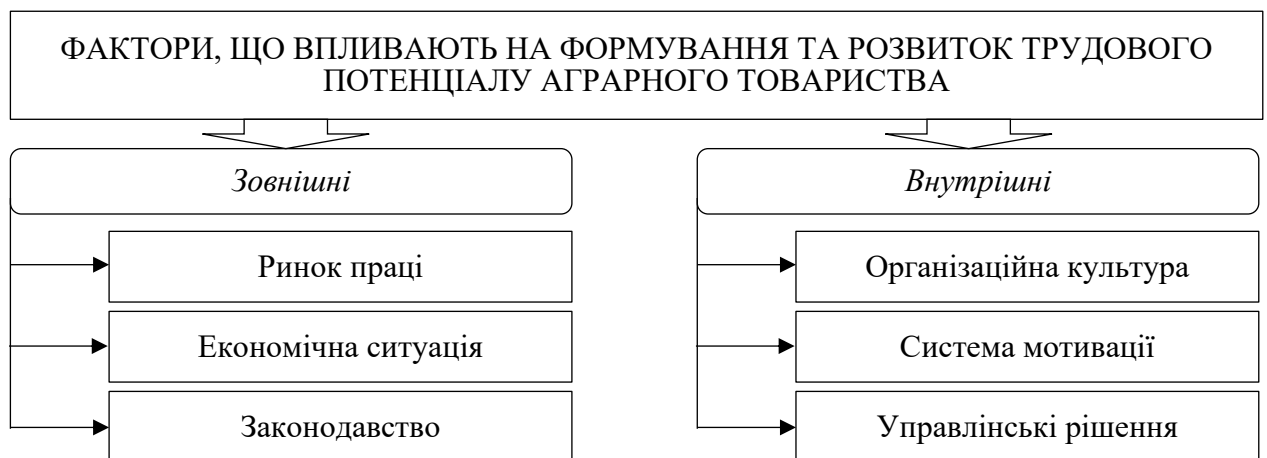 ФАКТОРИ, ЩО ВПЛИВАЮТЬ НА ФОРМУВАННЯ ТА РОЗВИТОК ТРУДОВОГО
ПОТЕНЦІАЛУ АГРАРНОГО ТОВАРИСТВА
Зовнішні
Ринок праці
Економічна ситуація
Законодавство
Внутрішні
Організаційна культура
Система мотивації
Управлінські рішення